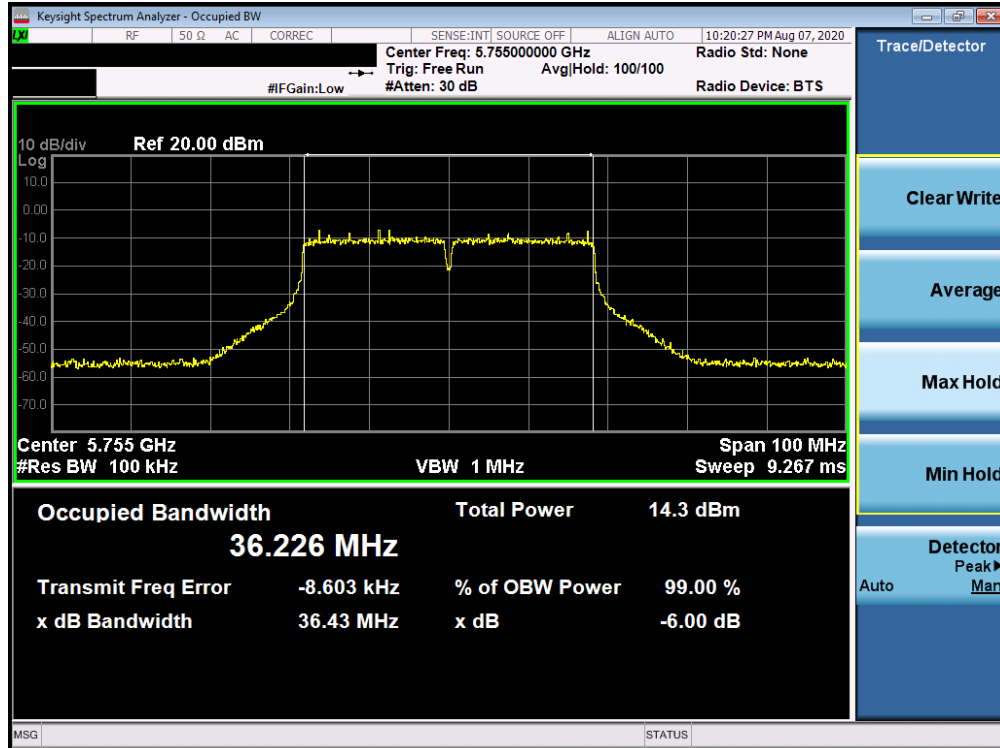 Keysight Spectrum Analyzer - Occupied BW
LXI RF 50 Ω AC CORREC SENSE:INT SOURCE OFF ALIGN AUTO 10:20:27 PM Aug 07, 2020
Center Freq: 5.755000000 GHz Radio Std: None
Trig: Free Run Avg|Hold: 100/100
#IFGain:Low #Atten: 30 dB Radio Device: BTS
10 dB/div Ref 20.00 dBm
Log
10.0
0.00
-10.0
-20.0
-30.0
-40.0
-50.0
-60.0
-70.0
Center 5.755 GHz Span 100 MHz
#Res BW 100 kHz VBW 1 MHz Sweep 9.267 ms
Occupied Bandwidth Total Power 14.3 dBm
36.226 MHz
Transmit Freq Error -8.603 kHz % of OBW Power 99.00 %
x dB Bandwidth 36.43 MHz x dB -6.00 dB
MSG STATUS
Trace/Detector
Clear Write
Average
Max Hold
Min Hold
Detector
Peak
Auto Man